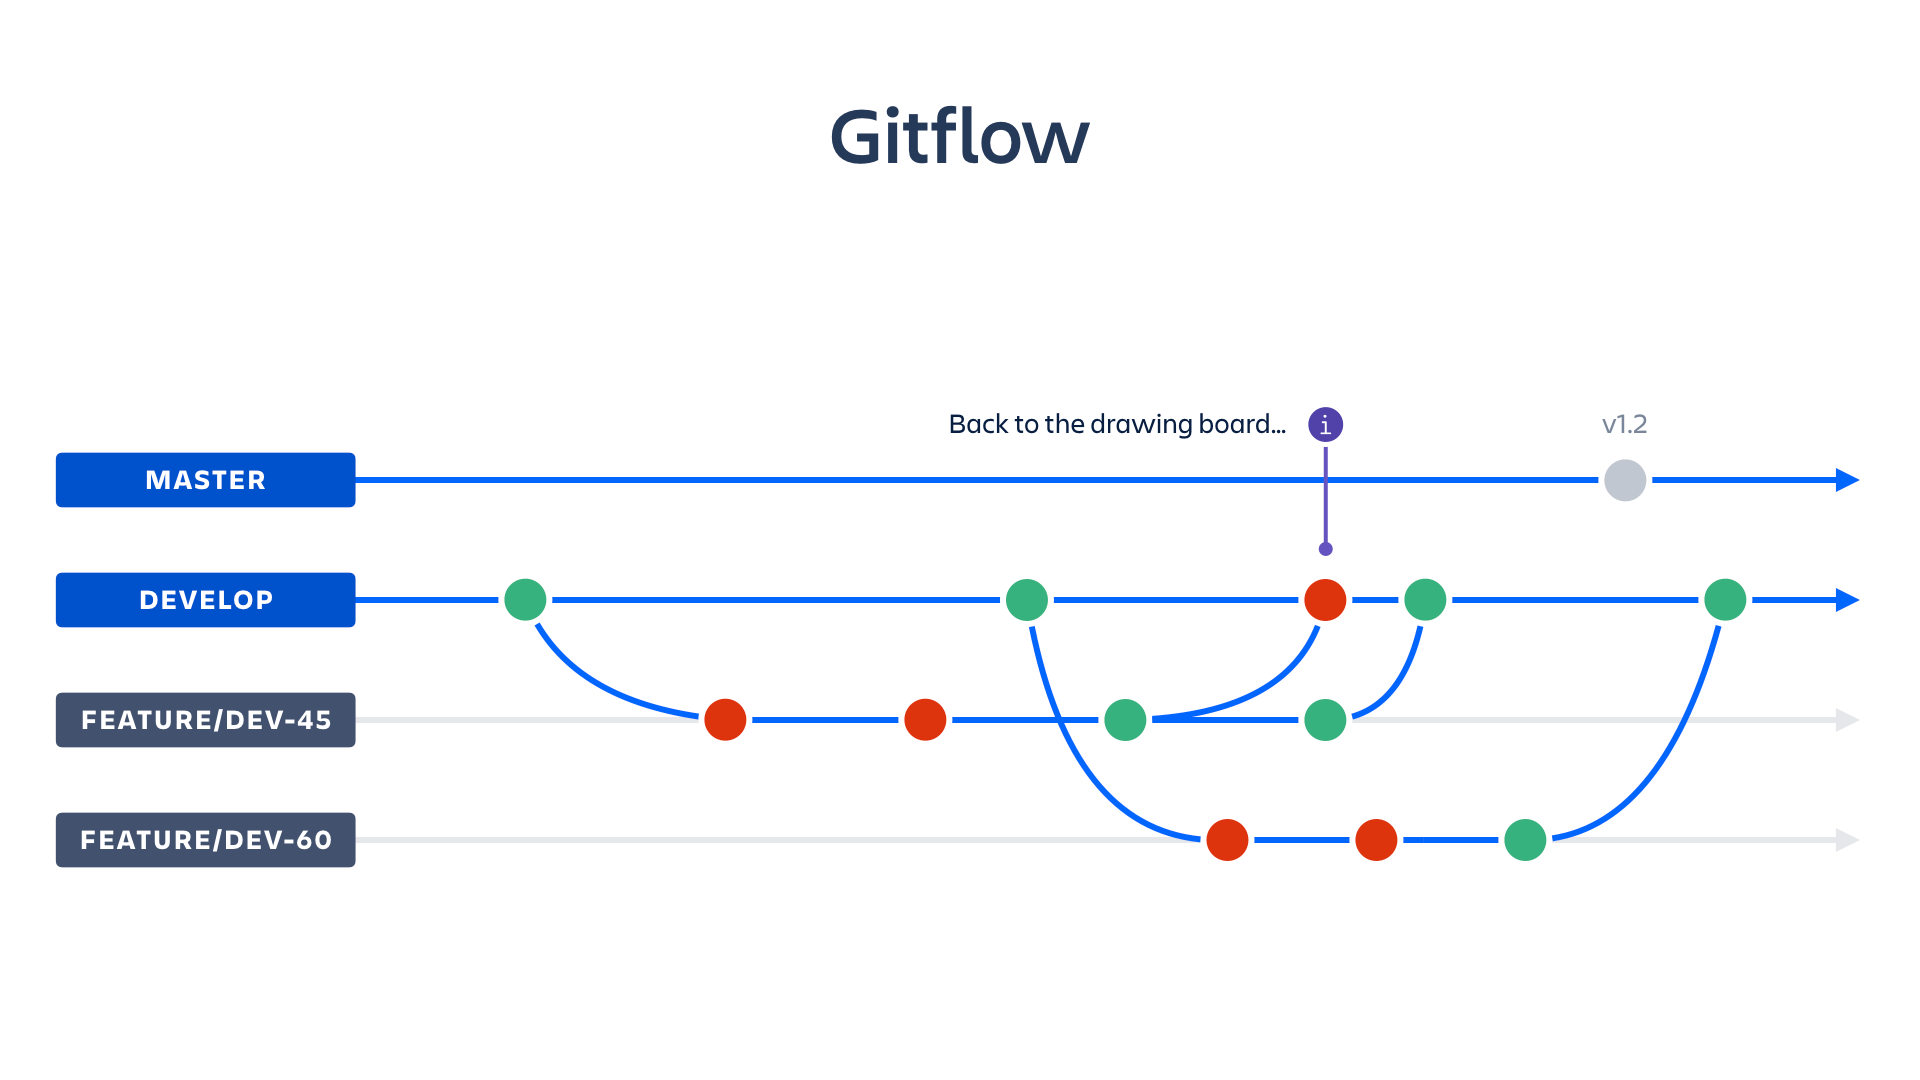 Gitflow
Back to the drawing board... i
v1.2
MASTER
DEVELOP
FEATURE/DEV-45
FEATURE/DEV-60